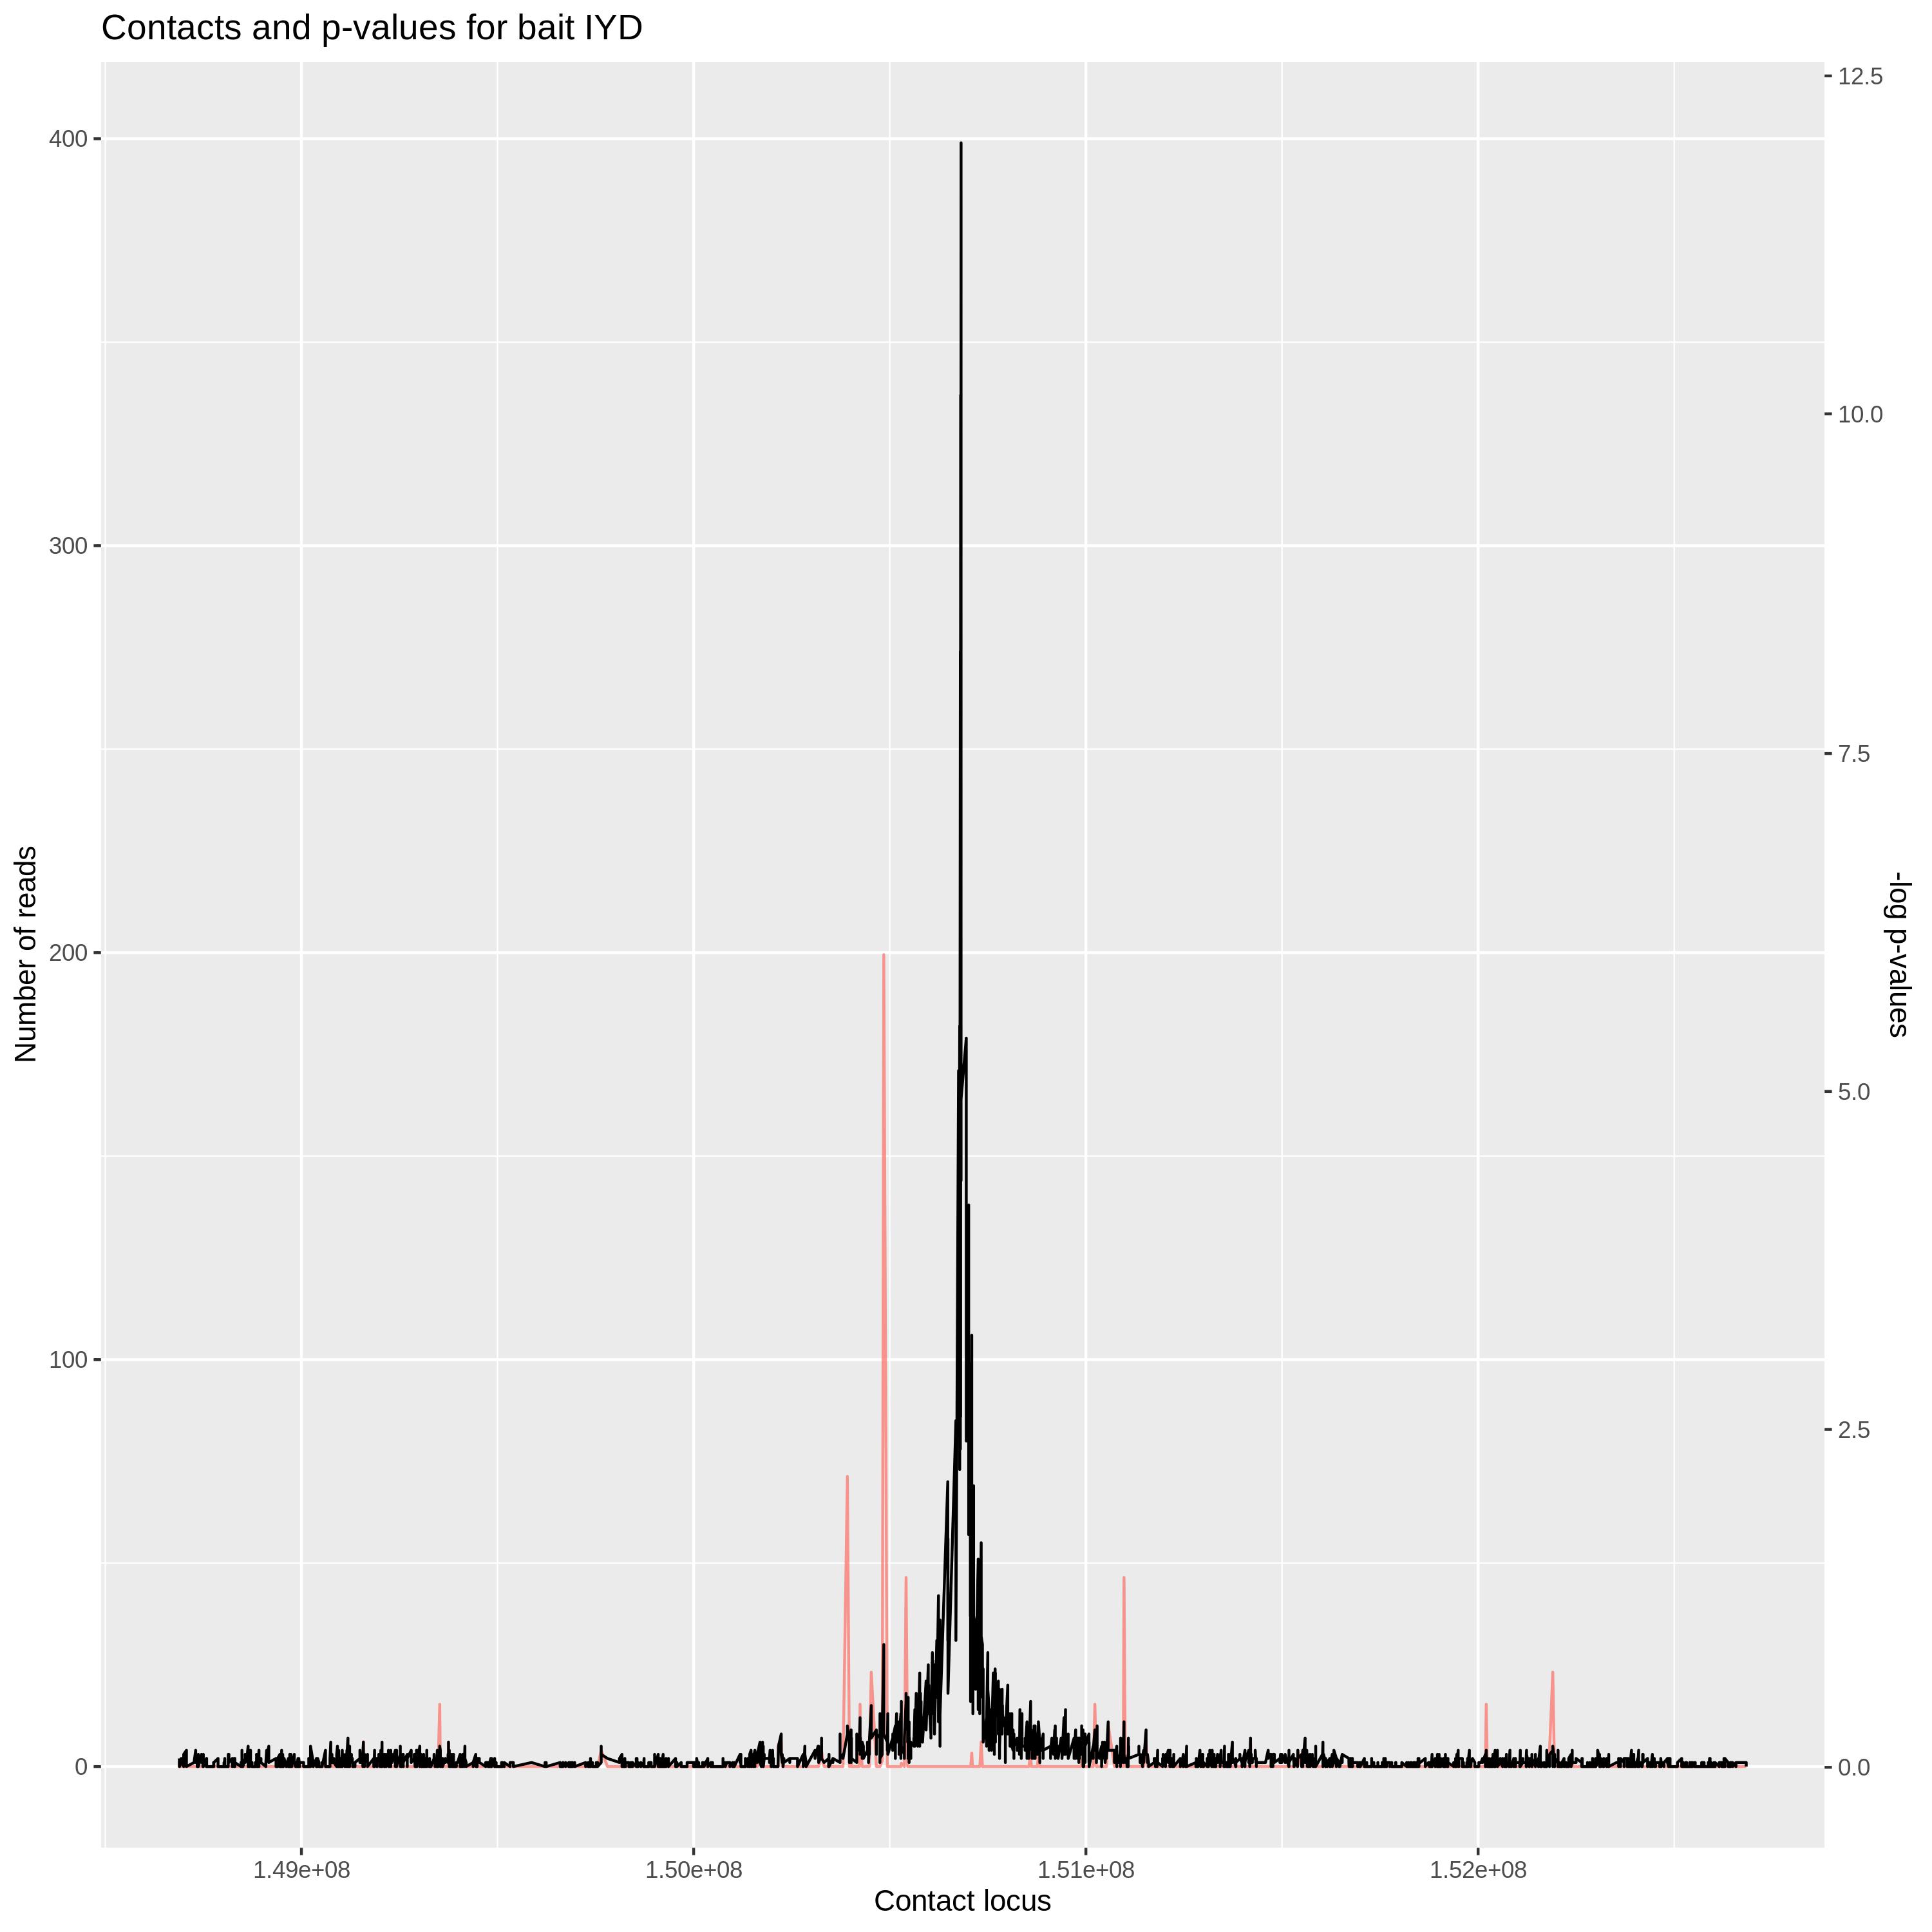 Contacts and p-values for bait IYD
400
300
200
100
0
Number of reads
12.5
10.0
7.5
5.0
2.5
0.0
-log p-values
1.49e+08
1.50e+08
1.51e+08
1.52e+08
Contact locus